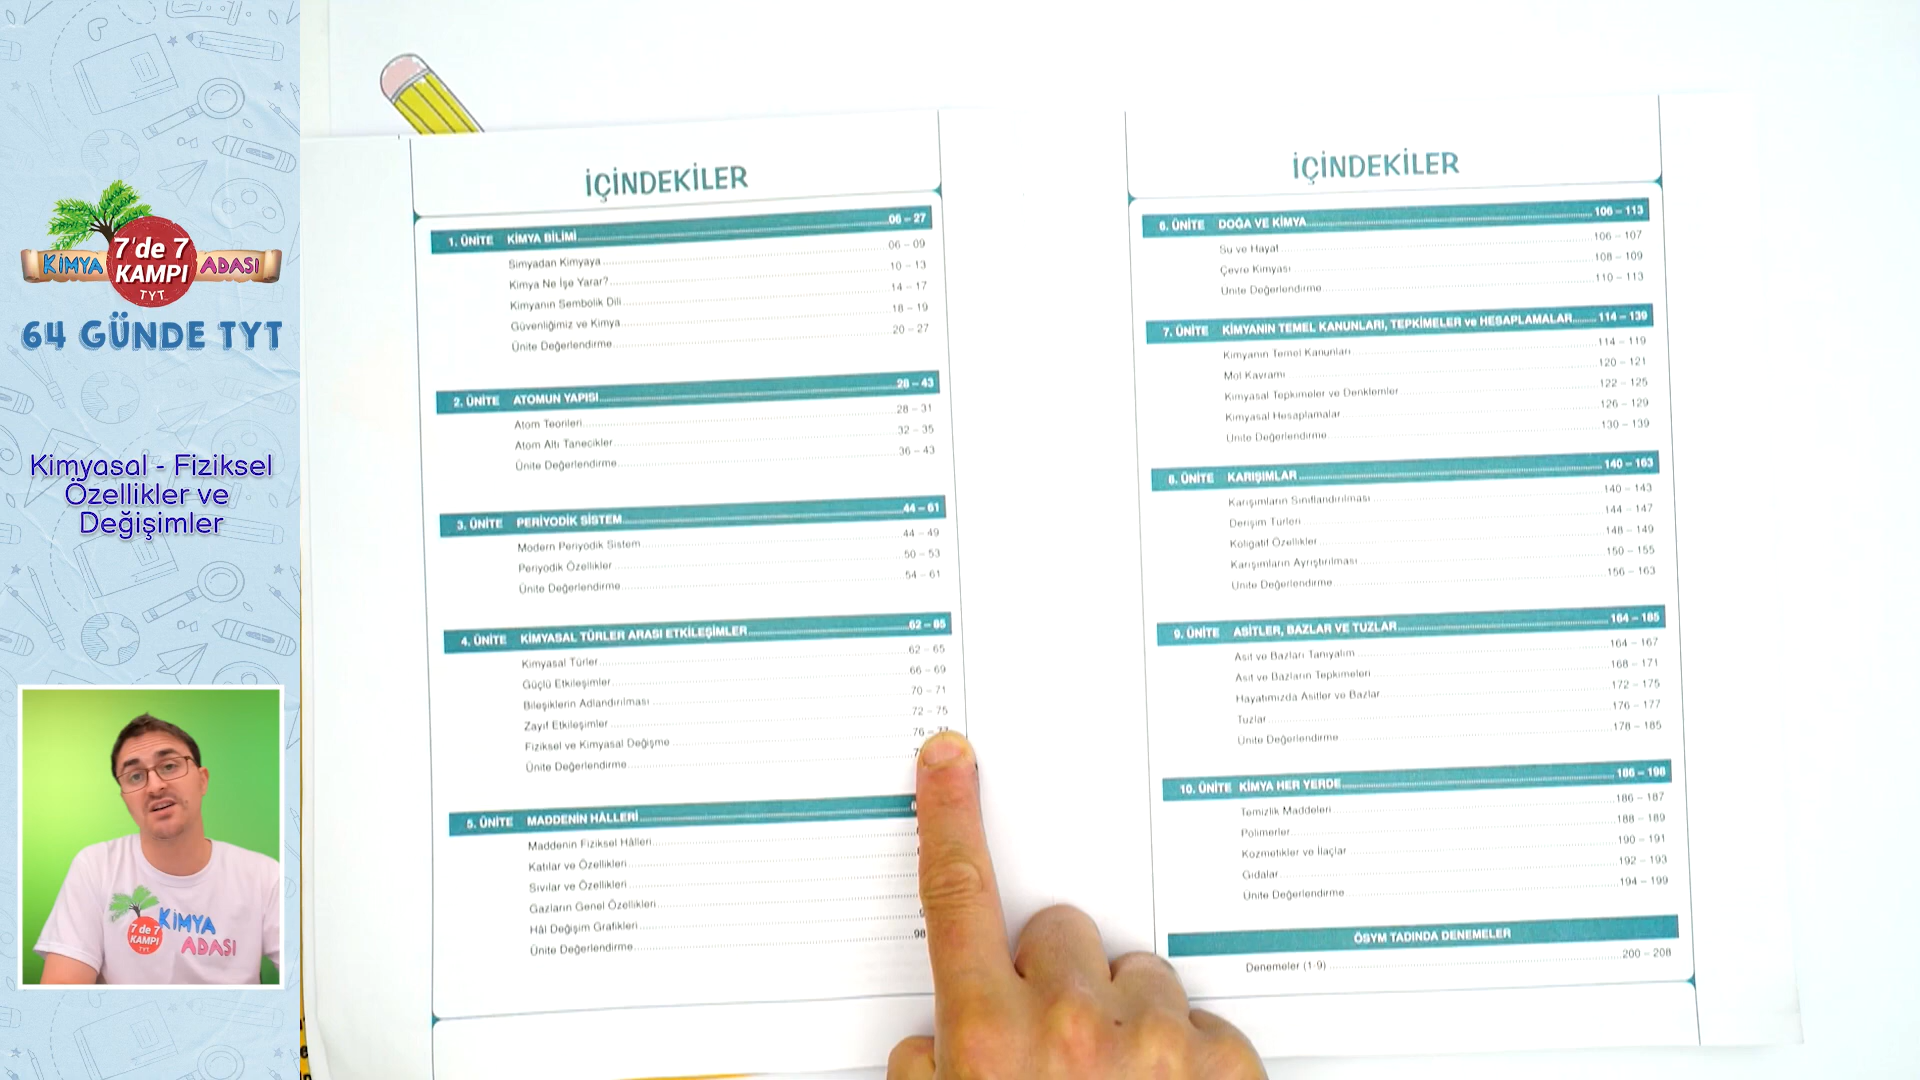 7'de 7
KİMYA KAMPI ADASI
TYT
64 GÜNDE TYT
Kimyasal - Fiziksel
Özellikler ve
Değişimler
KİMYA
7 de 7
KAMPI
TYT
ADASI
İÇİNDEKİLER
1. ÜNİTE KİMYA BİLİMİ 06 – 27
Simyadan Kimyaya 06 – 09
Kimya Ne İşe Yarar? 10 – 13
Kimyanın Sembolik Dili 14 – 17
Güvenliğimiz ve Kimya 18 – 19
Ünite Değerlendirme 20 – 27
2. ÜNİTE ATOMUN YAPISI 28 – 43
Atom Teorileri 28 – 31
Atom Altı Tanecikler 32 – 35
Ünite Değerlendirme 36 – 43
3. ÜNİTE PERİYODİK SİSTEM 44 – 61
Modern Periyodik Sistem 44 – 49
Periyodik Özellikler 50 – 53
Ünite Değerlendirme 54 – 61
4. ÜNİTE KİMYASAL TÜRLER ARASI ETKİLEŞİMLER 62 – 85
Kimyasal Türler 62 – 65
Güçlü Etkileşimler 66 – 69
Bileşiklerin Adlandırılması 70 – 71
Zayıf Etkileşimler 72 – 75
Fiziksel ve Kimyasal Değişme 76 –
Ünite Değerlendirme
5. ÜNİTE MADDENİN HÂLLERİ
Maddenin Fiziksel Hâlleri
Katılar ve Özellikleri
Sıvılar ve Özellikleri
Gazların Genel Özellikleri
Hâl Değişim Grafikleri
Ünite Değerlendirme 98
İÇİNDEKİLER
6. ÜNİTE DOĞA VE KİMYA 106 – 113
Su ve Hayat 106 – 107
Çevre Kimyası 108 – 109
Ünite Değerlendirme 110 – 113
7. ÜNİTE KİMYANIN TEMEL KANUNLARI, TEPKİMELER ve HESAPLAMALAR 114 – 139
Kimyanın Temel Kanunları 114 – 119
Mol Kavramı 120 – 121
Kimyasal Tepkimeler ve Denklemler 122 – 125
Kimyasal Hesaplamalar 126 – 129
Ünite Değerlendirme 130 – 139
8. ÜNİTE KARIŞIMLAR 140 – 163
Karışımların Sınıflandırılması 140 – 143
Derişim Türleri 144 – 147
Koligatif Özellikler 148 – 149
Karışımların Ayrıştırılması 150 – 155
Ünite Değerlendirme 156 – 163
9. ÜNİTE ASİTLER, BAZLAR VE TUZLAR 164 – 185
Asit ve Bazları Tanıyalım 164 – 167
Asit ve Bazların Tepkimeleri 168 – 171
Hayatımızda Asitler ve Bazlar 172 – 175
Tuzlar 176 – 177
Ünite Değerlendirme 178 – 185
10. ÜNİTE KİMYA HER YERDE 186 – 198
Temizlik Maddeleri 186 – 187
Polimerler 188 – 189
Kozmetikler ve İlaçlar 190 – 191
Gıdalar 192 – 193
Ünite Değerlendirme 194 – 199
ÖSYM TADINDA DENEMELER
Denemeler (1-9) 200 – 208